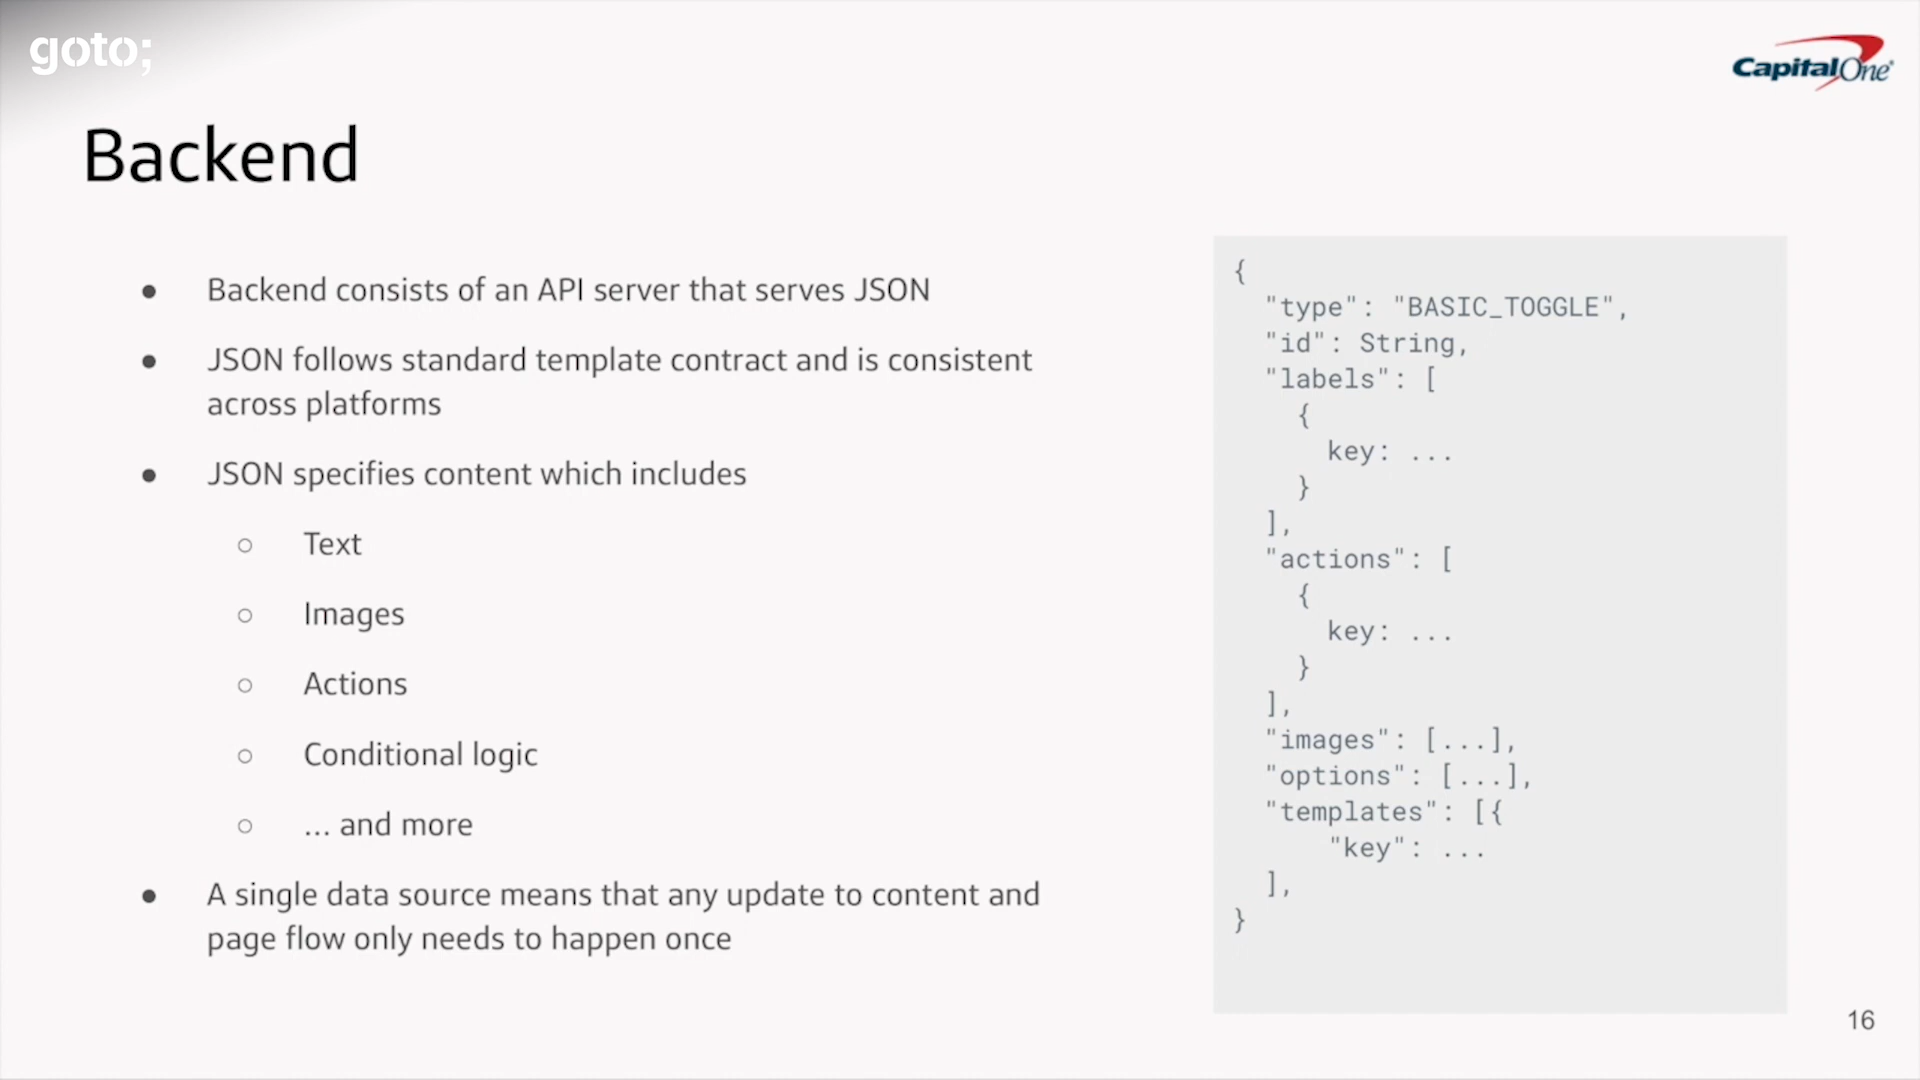 goto;
CapitalOne
Backend
● Backend consists of an API server that serves JSON
● JSON follows standard template contract and is consistent
across platforms
● JSON specifies content which includes
○ Text
○ Images
○ Actions
○ Conditional logic
○ ... and more
● A single data source means that any update to content and
page flow only needs to happen once
{
  "type": "BASIC_TOGGLE",
  "id": String,
  "labels": [
    {
      key: ...
    }
  ],
  "actions": [
    {
      key: ...
    }
  ],
  "images": [...],
  "options": [...],
  "templates": [{
      "key": ...
  ],
}
16